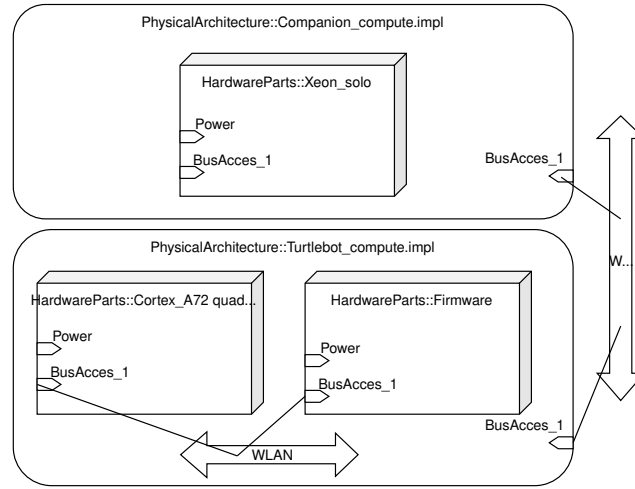 PhysicalArchitecture::Companion_compute.impl
HardwareParts::Xeon_solo
Power
BusAcces_1
BusAcces_1
PhysicalArchitecture::Turtlebot_compute.impl
W...
HardwareParts::Cortex_A72 quad...
HardwareParts::Firmware
Power
Power
BusAcces_1
BusAcces_1
BusAcces_1
WLAN